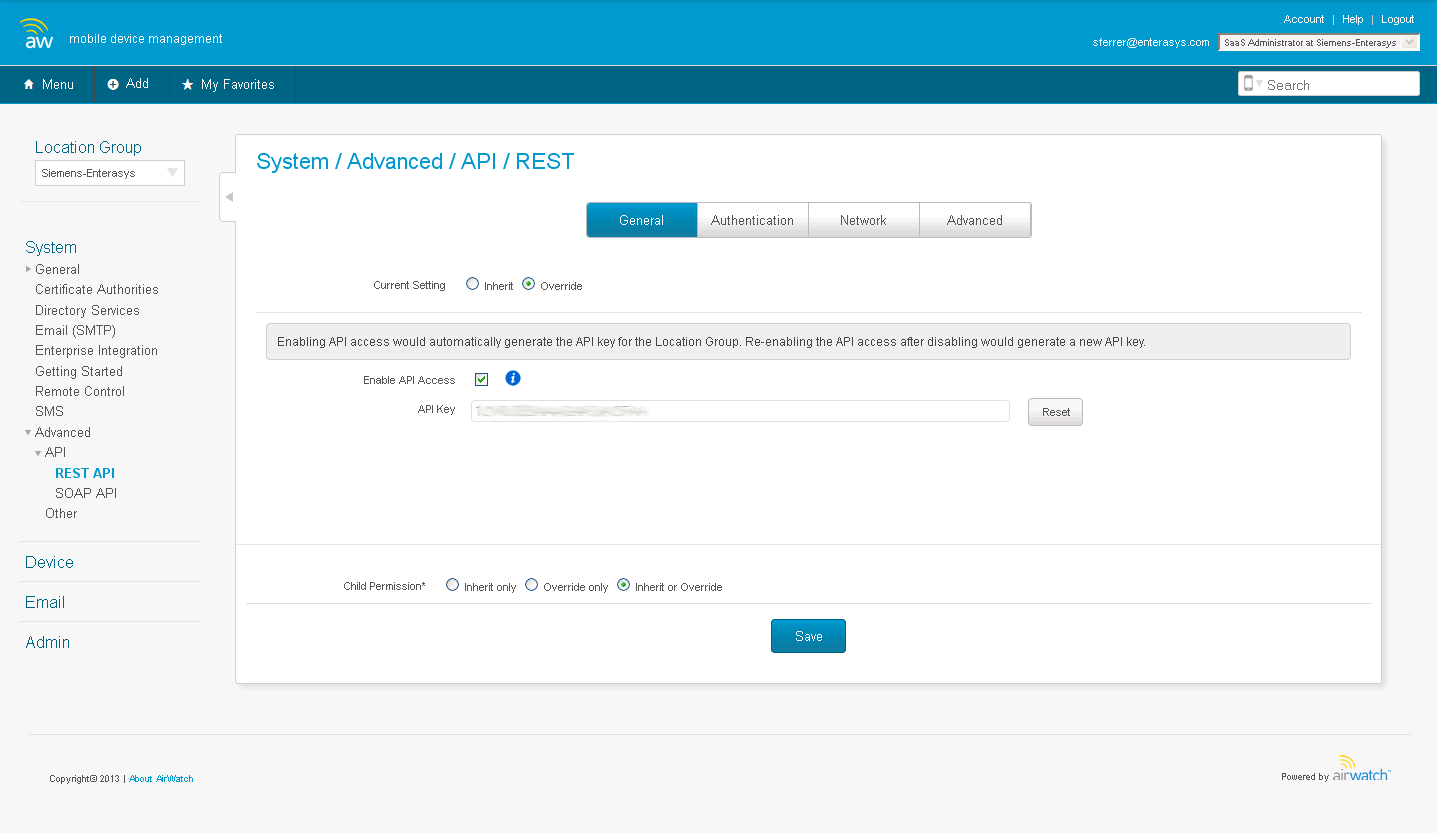 Account | Help | Logout
aw mobile device management
sferrer@enterasys.com SaaS Administrator at Siemens-Enterasys
Menu Add My Favorites Search
Location Group
Siemens-Enterasys
System
General
Certificate Authorities
Directory Services
Email (SMTP)
Enterprise Integration
Getting Started
Remote Control
SMS
Advanced
API
REST API
SOAP API
Other
Device
Email
Admin
System / Advanced / API / REST
General Authentication Network Advanced
Current Setting Inherit Override
Enabling API access would automatically generate the API key for the Location Group. Re-enabling the API access after disabling would generate a new API key.
Enable API Access i
API Key Reset
Child Permission* Inherit only Override only Inherit or Override
Save
Copyright© 2013 | About AirWatch
Powered by airwatch™